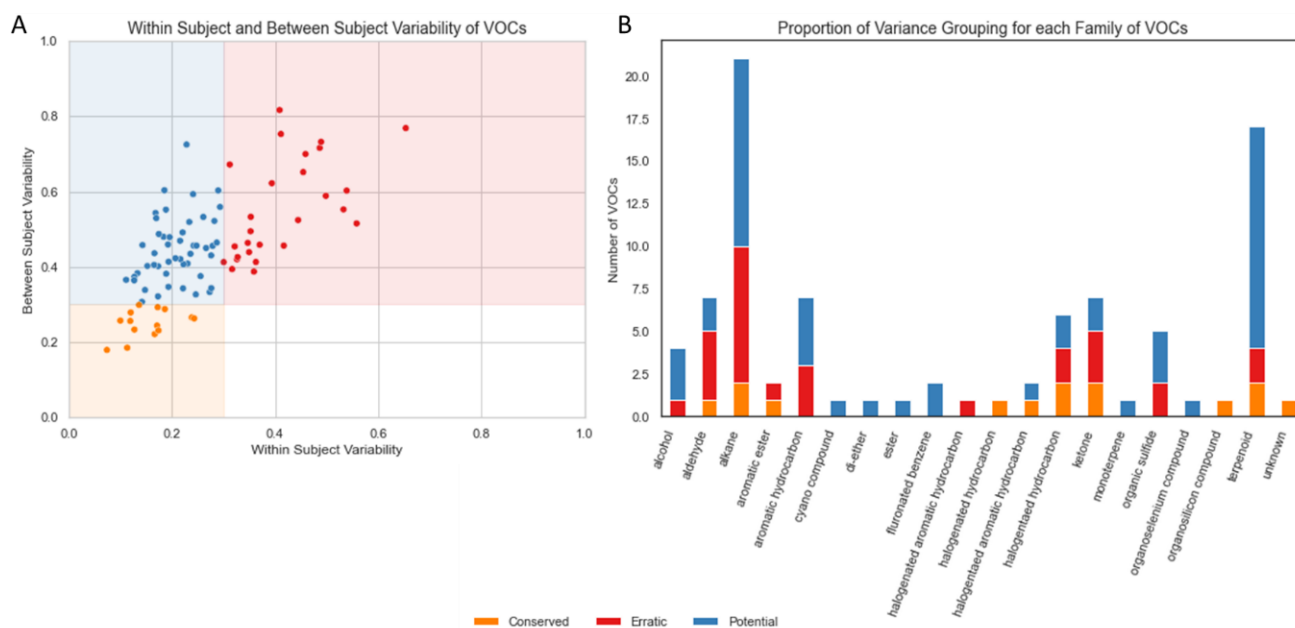 A
Within Subject and Between Subject Variability of VOCs
Between Subject Variability
1.0
0.8
0.6
0.4
0.2
0.0
0.0 0.2 0.4 0.6 0.8 1.0
Within Subject Variability
B
Proportion of Variance Grouping for each Family of VOCs
Number of VOCs
20.0
17.5
15.0
12.5
10.0
7.5
5.0
2.5
0.0
alcohol
aldehyde
alkane
aromatic ester
aromatic hydrocarbon
cyano compound
di-ether
ester
fluronated benzene
halogenated aromatic hydrocarbon
halogenated hydrocarbon
halogentaed aromatic hydrocarbon
halogentaed hydrocarbon
ketone
monoterpene
organic sulfide
organoselenium compound
organosilicon compound
terpenoid
unknown
Conserved Erratic Potential